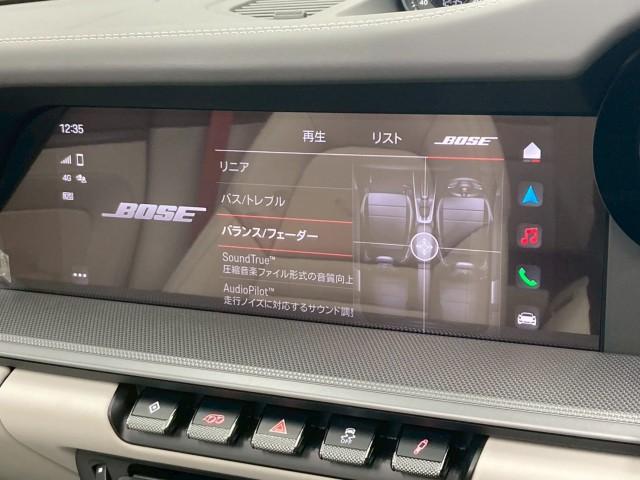 40
12:35
再生
リスト
BOSE
リニア
4G
バス/トレブル
BOSE
バランス/フェーダー
SoundTrue™
圧縮音楽ファイル形式の音質向上
AudioPilot™
走行ノイズに対応するサウンド調
OFF